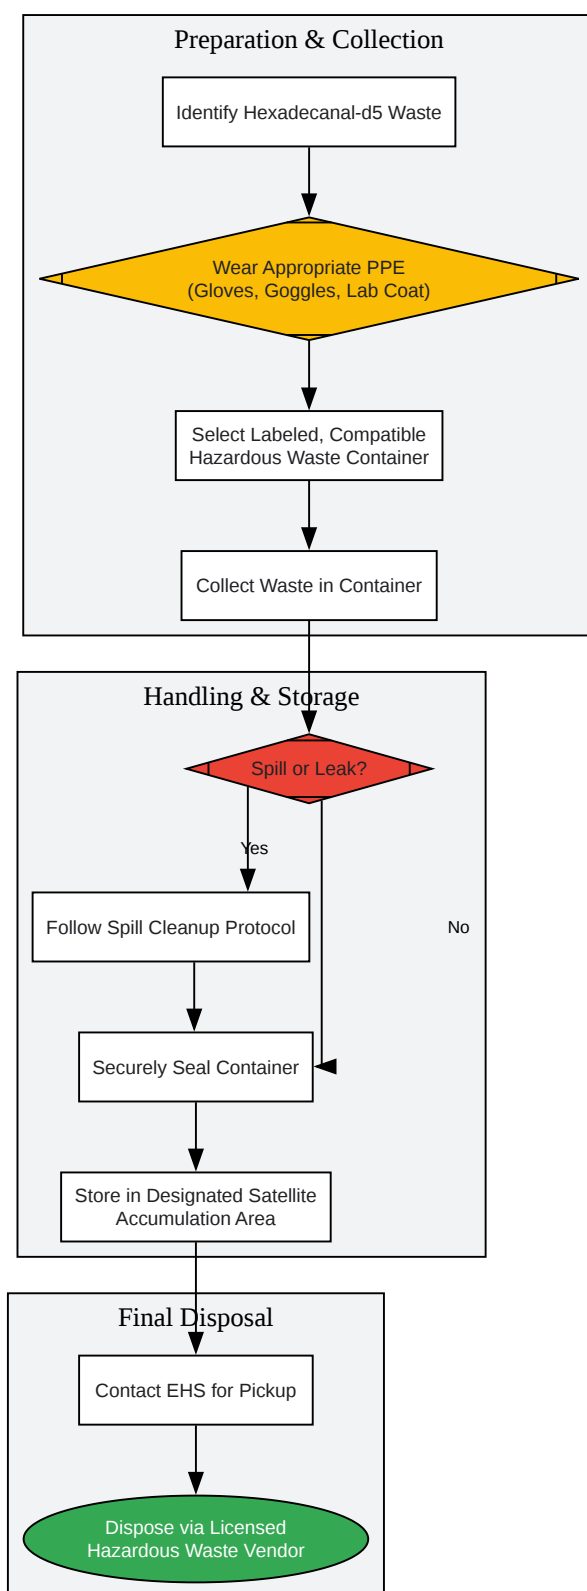 Preparation & Collection
Identify Hexadecanal-d5 Waste
Wear Appropriate PPE
(Gloves, Goggles, Lab Coat)
Select Labeled, Compatible
Hazardous Waste Container
Collect Waste in Container
Handling & Storage
Spill or Leak?
Yes
Follow Spill Cleanup Protocol
No
Securely Seal Container
Store in Designated Satellite
Accumulation Area
Final Disposal
Contact EHS for Pickup
Dispose via Licensed
Hazardous Waste Vendor